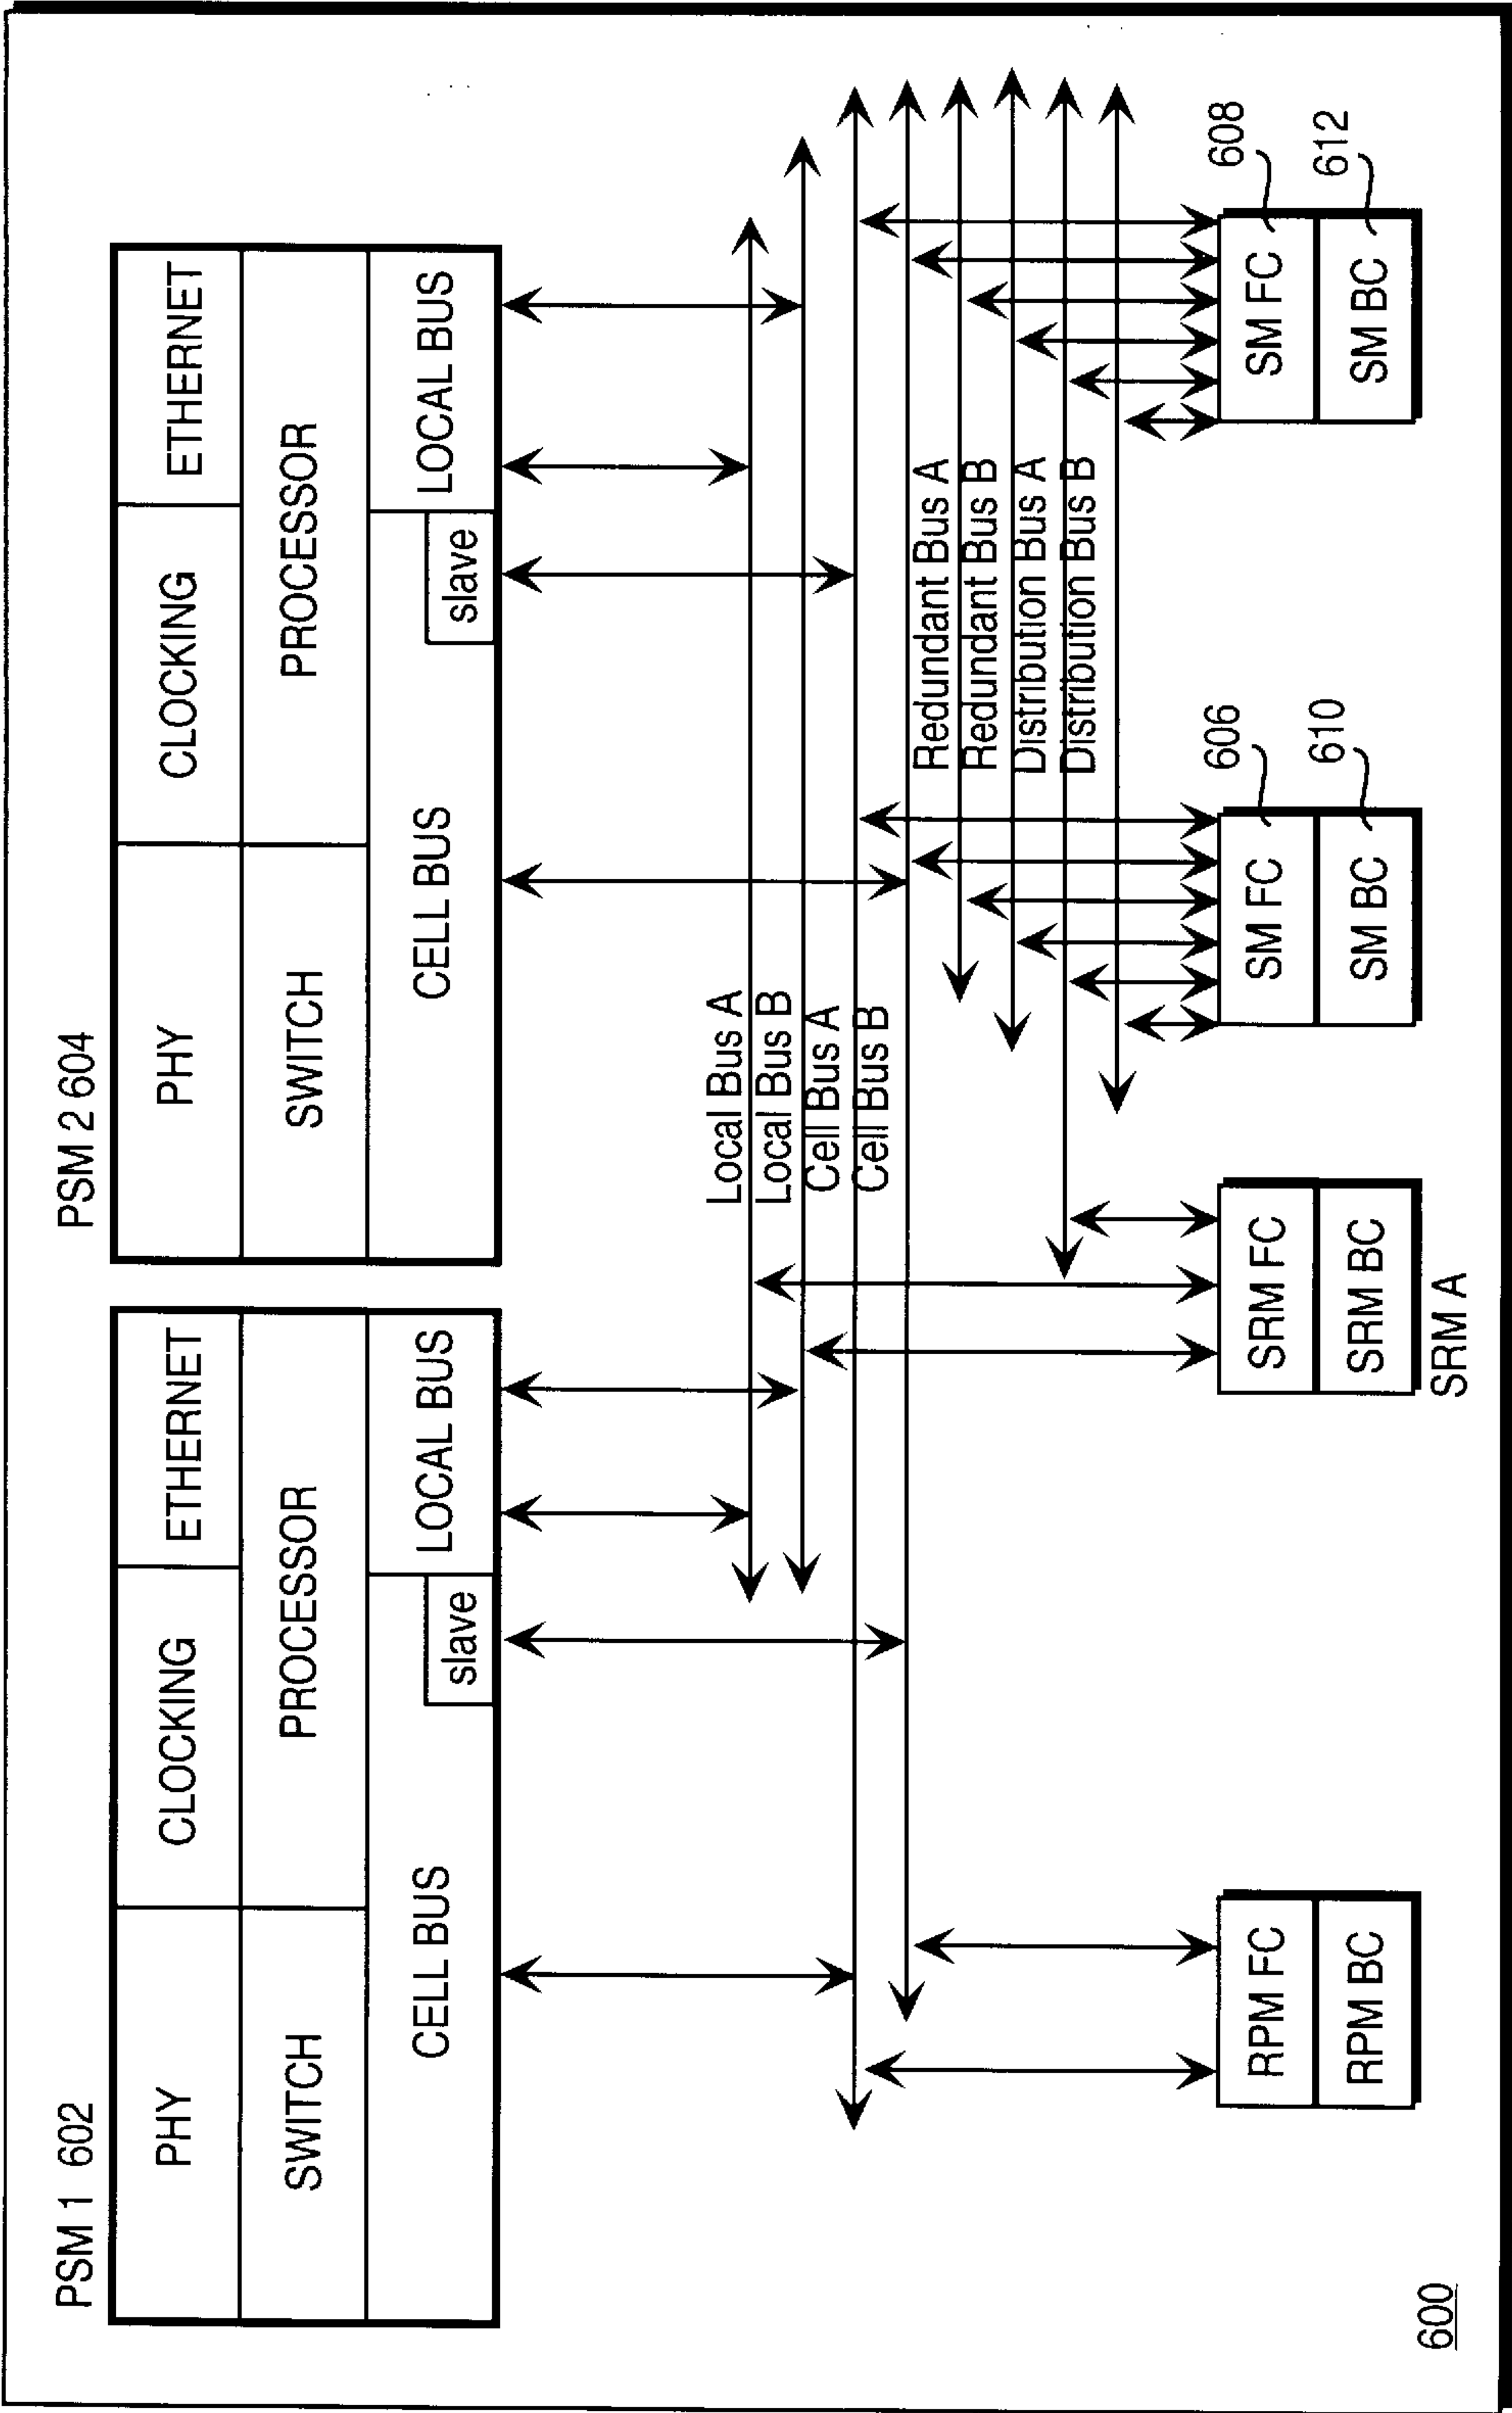 PSM 1 602
PHY
CLOCKING
ETHERNET
SWITCH
PROCESSOR
CELL BUS
slave
LOCAL BUS
PSM 2 604
PHY
CLOCKING
ETHERNET
SWITCH
PROCESSOR
CELL BUS
slave
LOCAL BUS
Local Bus A
Local Bus B
Cell Bus A
Cell Bus B
Redundant Bus A
Redundant Bus B
Distribution Bus A
Distribution Bus B
RPM FC
RPM BC
SRM FC
SRM BC
SRM A
SM FC
606
SM BC
610
SM FC
608
SM BC
612
600